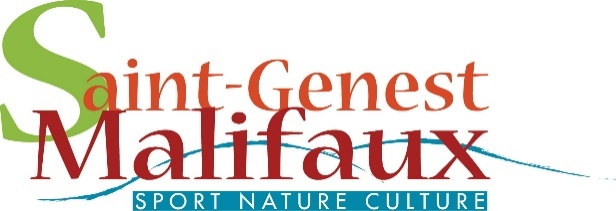 Saint-Genest
Malifaux
SPORT NATURE CULTURE